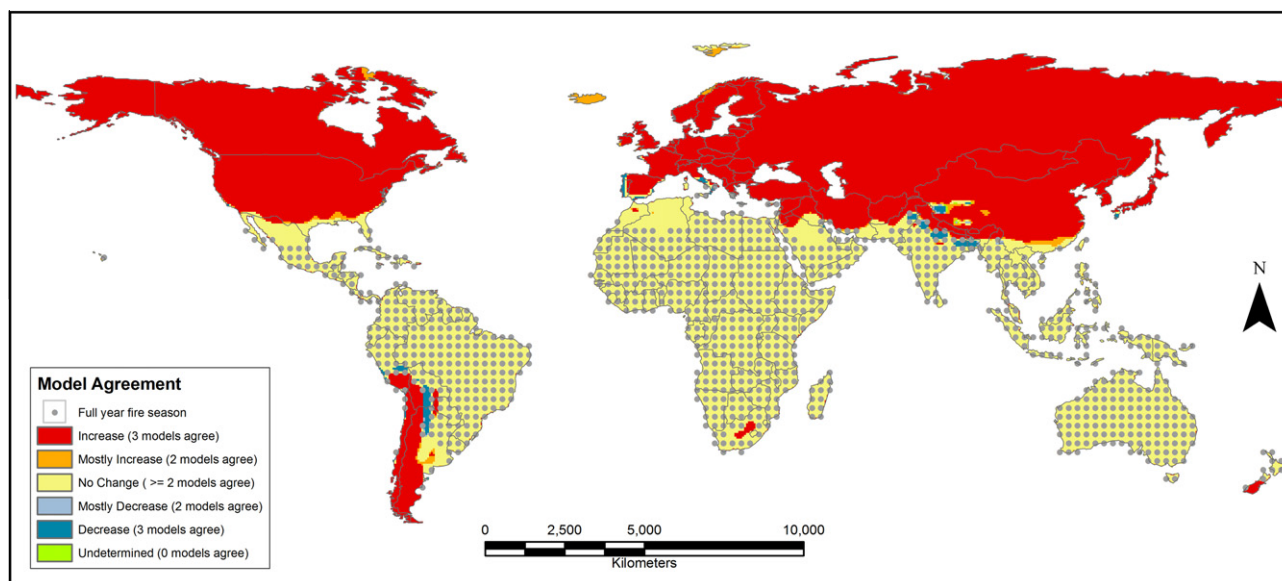 N
Model Agreement
Full year fire season
Increase (3 models agree)
Mostly Increase (2 models agree)
No Change ( >= 2 models agree)
Mostly Decrease (2 models agree)
Decrease (3 models agree)
Undetermined (0 models agree)
0 2,500 5,000 10,000
Kilometers